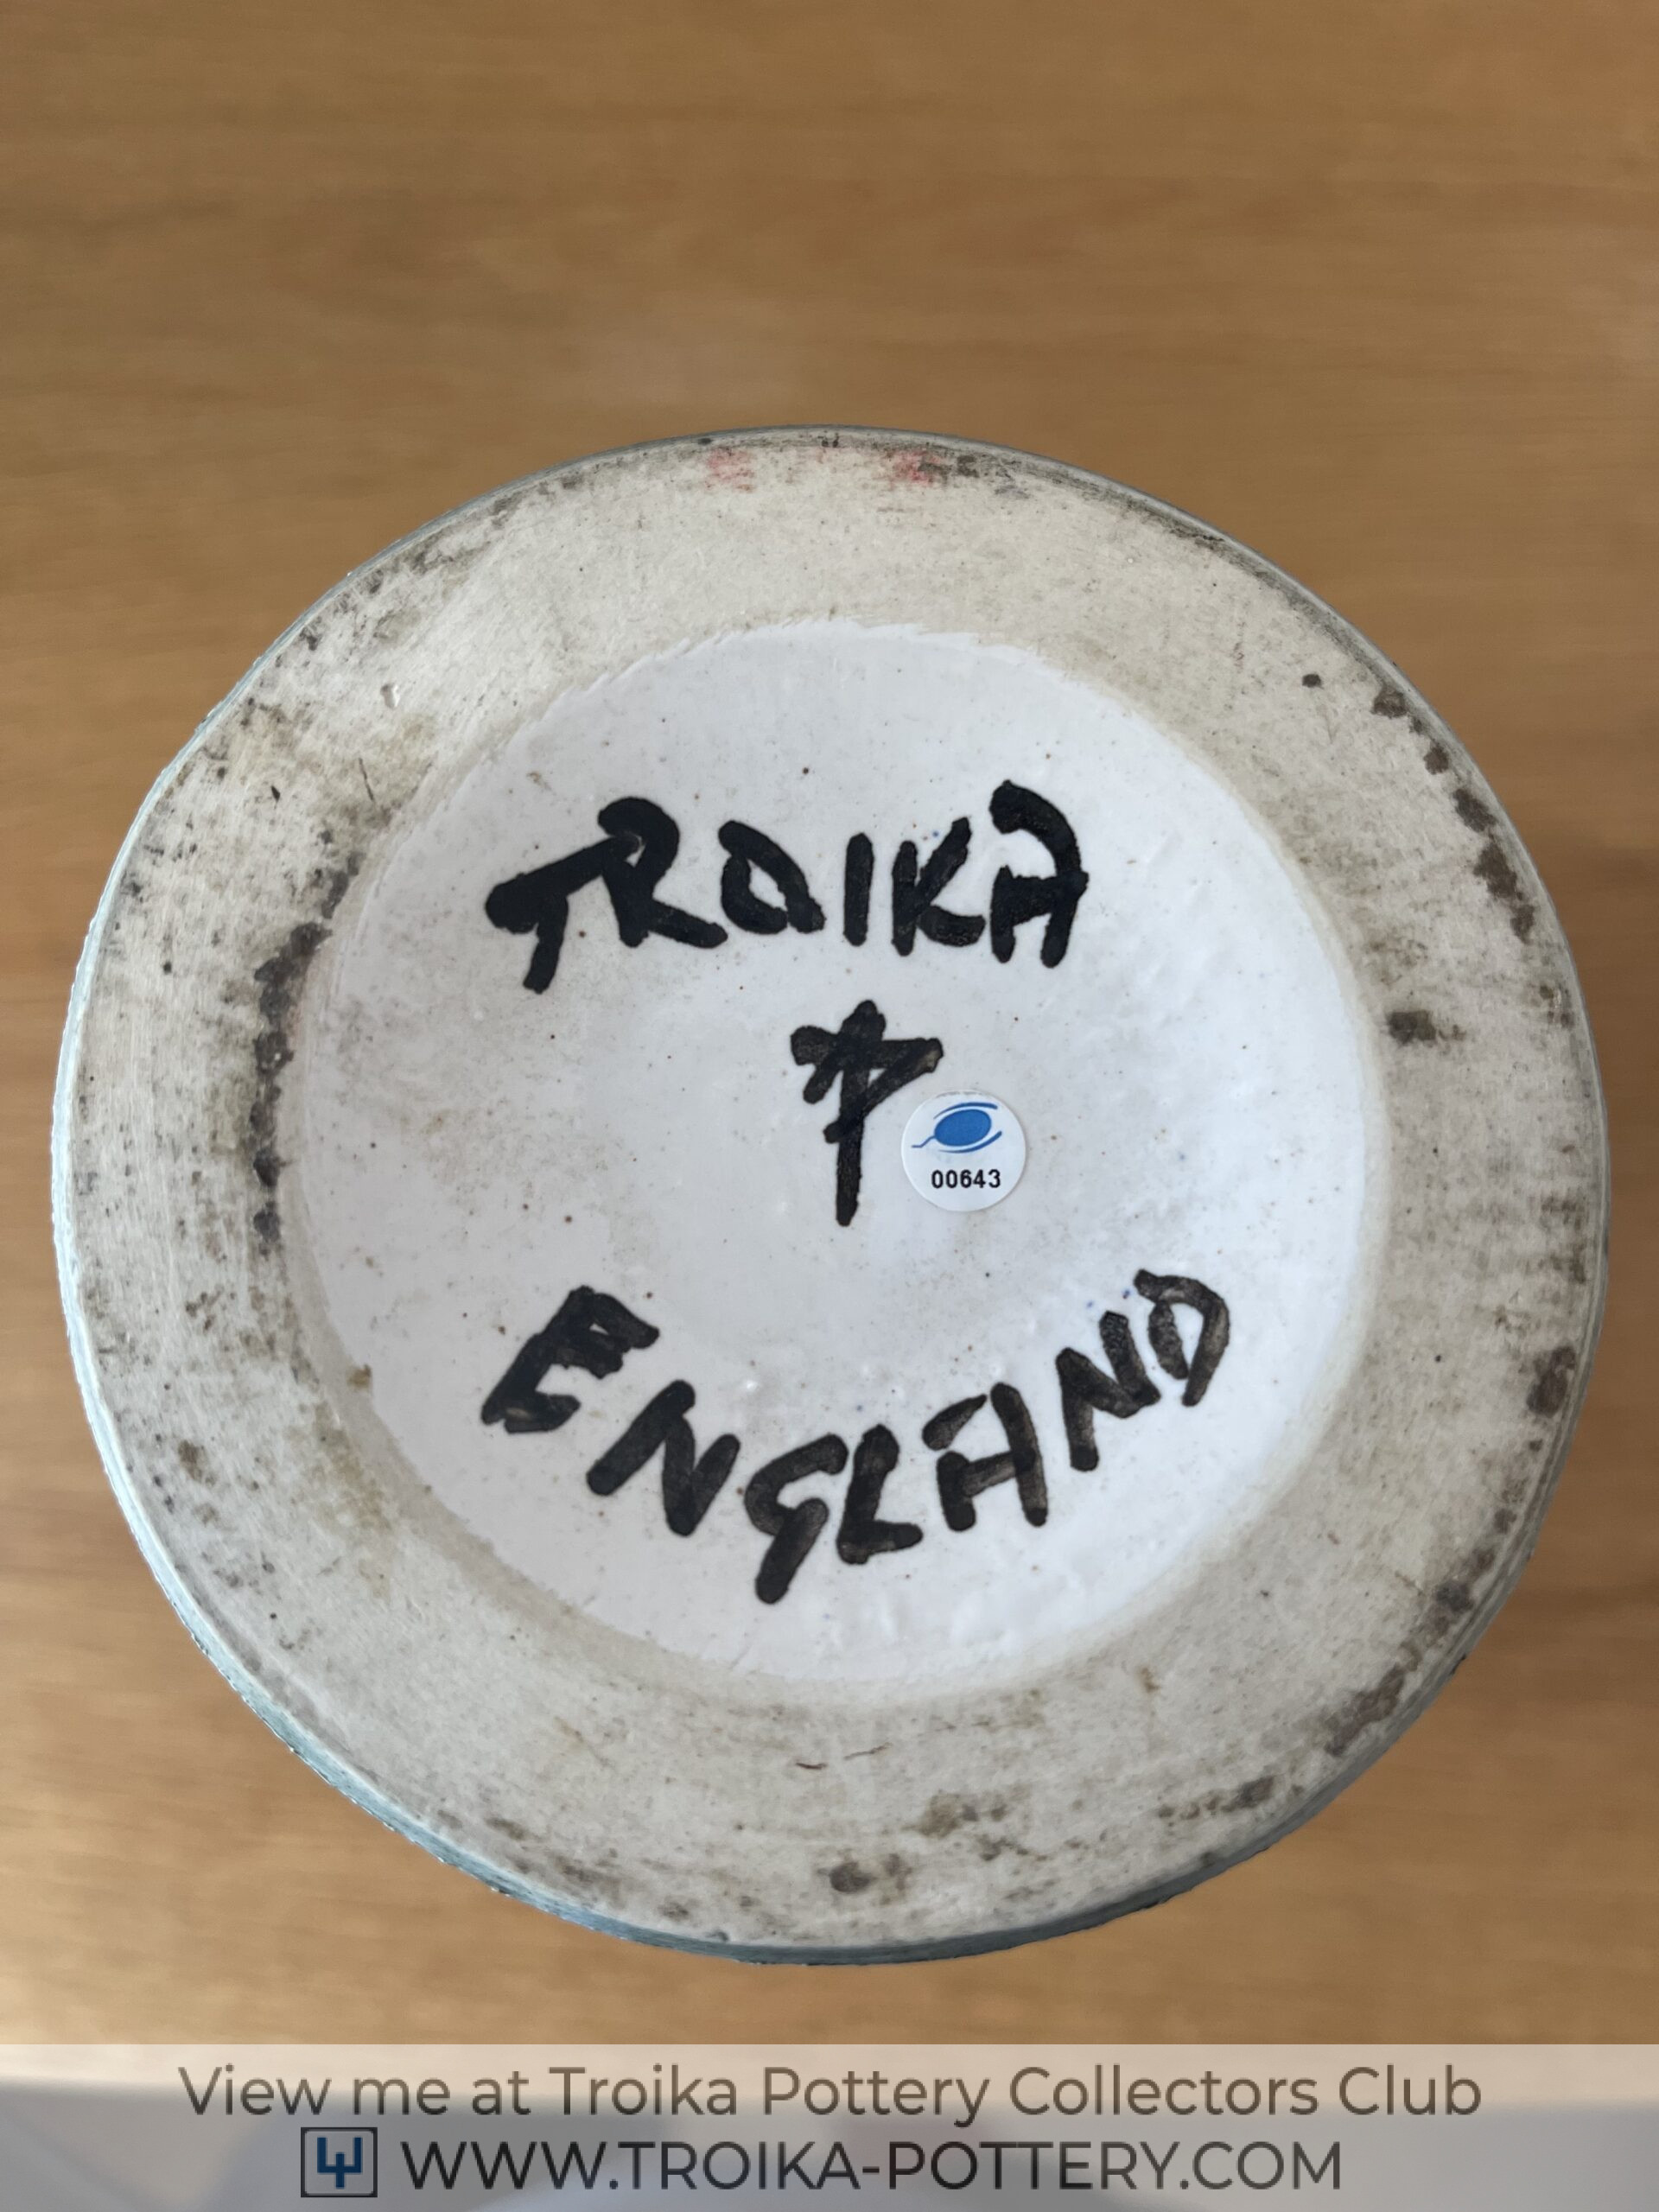 TROIKA
00643
ENGLAND
View me at Troika Pottery Collectors Club
WWW.TROIKA-POTTERY.COM